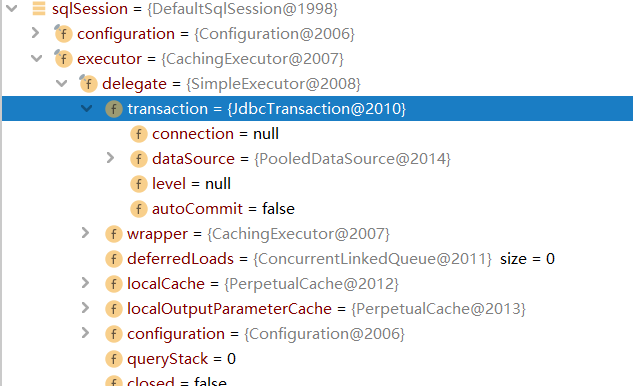 sqlSession = {DefaultSqlSession@1998}
f configuration = {Configuration@2006}
f executor = {CachingExecutor@2007}
f delegate = {SimpleExecutor@2008}
f transaction = {JdbcTransaction@2010}
f connection = null
f dataSource = {PooledDataSource@2014}
f level = null
f autoCommit = false
f wrapper = {CachingExecutor@2007}
f deferredLoads = {ConcurrentLinkedQueue@2011} size = 0
f localCache = {PerpetualCache@2012}
f localOutputParameterCache = {PerpetualCache@2013}
f configuration = {Configuration@2006}
f queryStack = 0
f closed = false